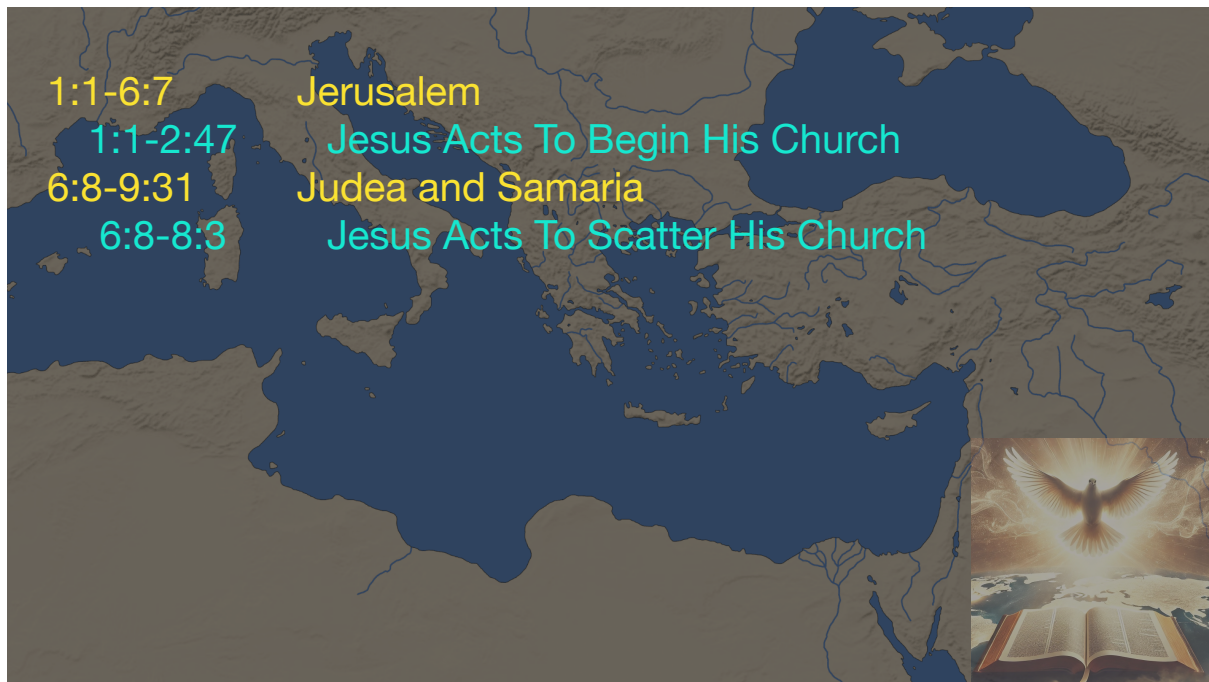 1:1-6:7 Jerusalem
1:1-2:47 Jesus Acts To Begin His Church
6:8-9:31 Judea and Samaria
6:8-8:3 Jesus Acts To Scatter His Church